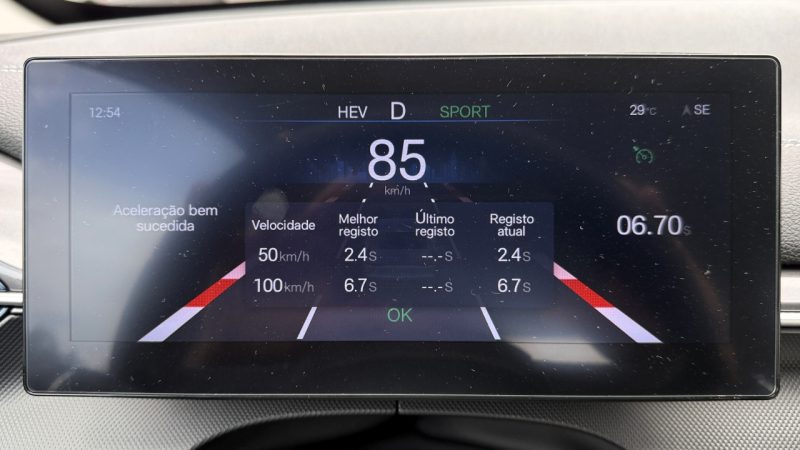 12:54 HEV D SPORT 29°C SE
85
km/h
Aceleração bem
sucedida
Velocidade Melhor registo Último registo Registo atual
50km/h 2.4s --.-s 2.4s
100km/h 6.7s --.-s 6.7s
06.70s
OK